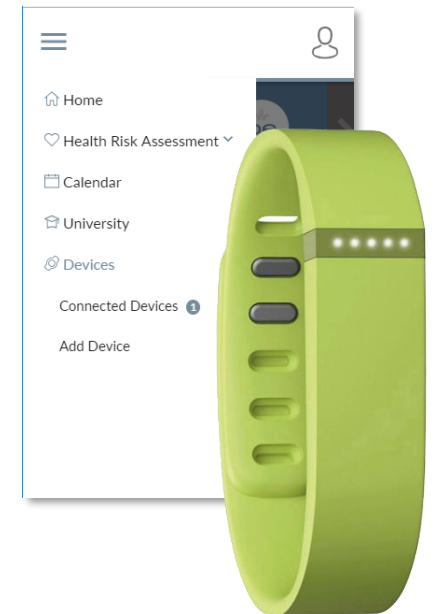 Home
Health Risk Assessment
Calendar
University
Devices
Connected Devices 1
Add Device